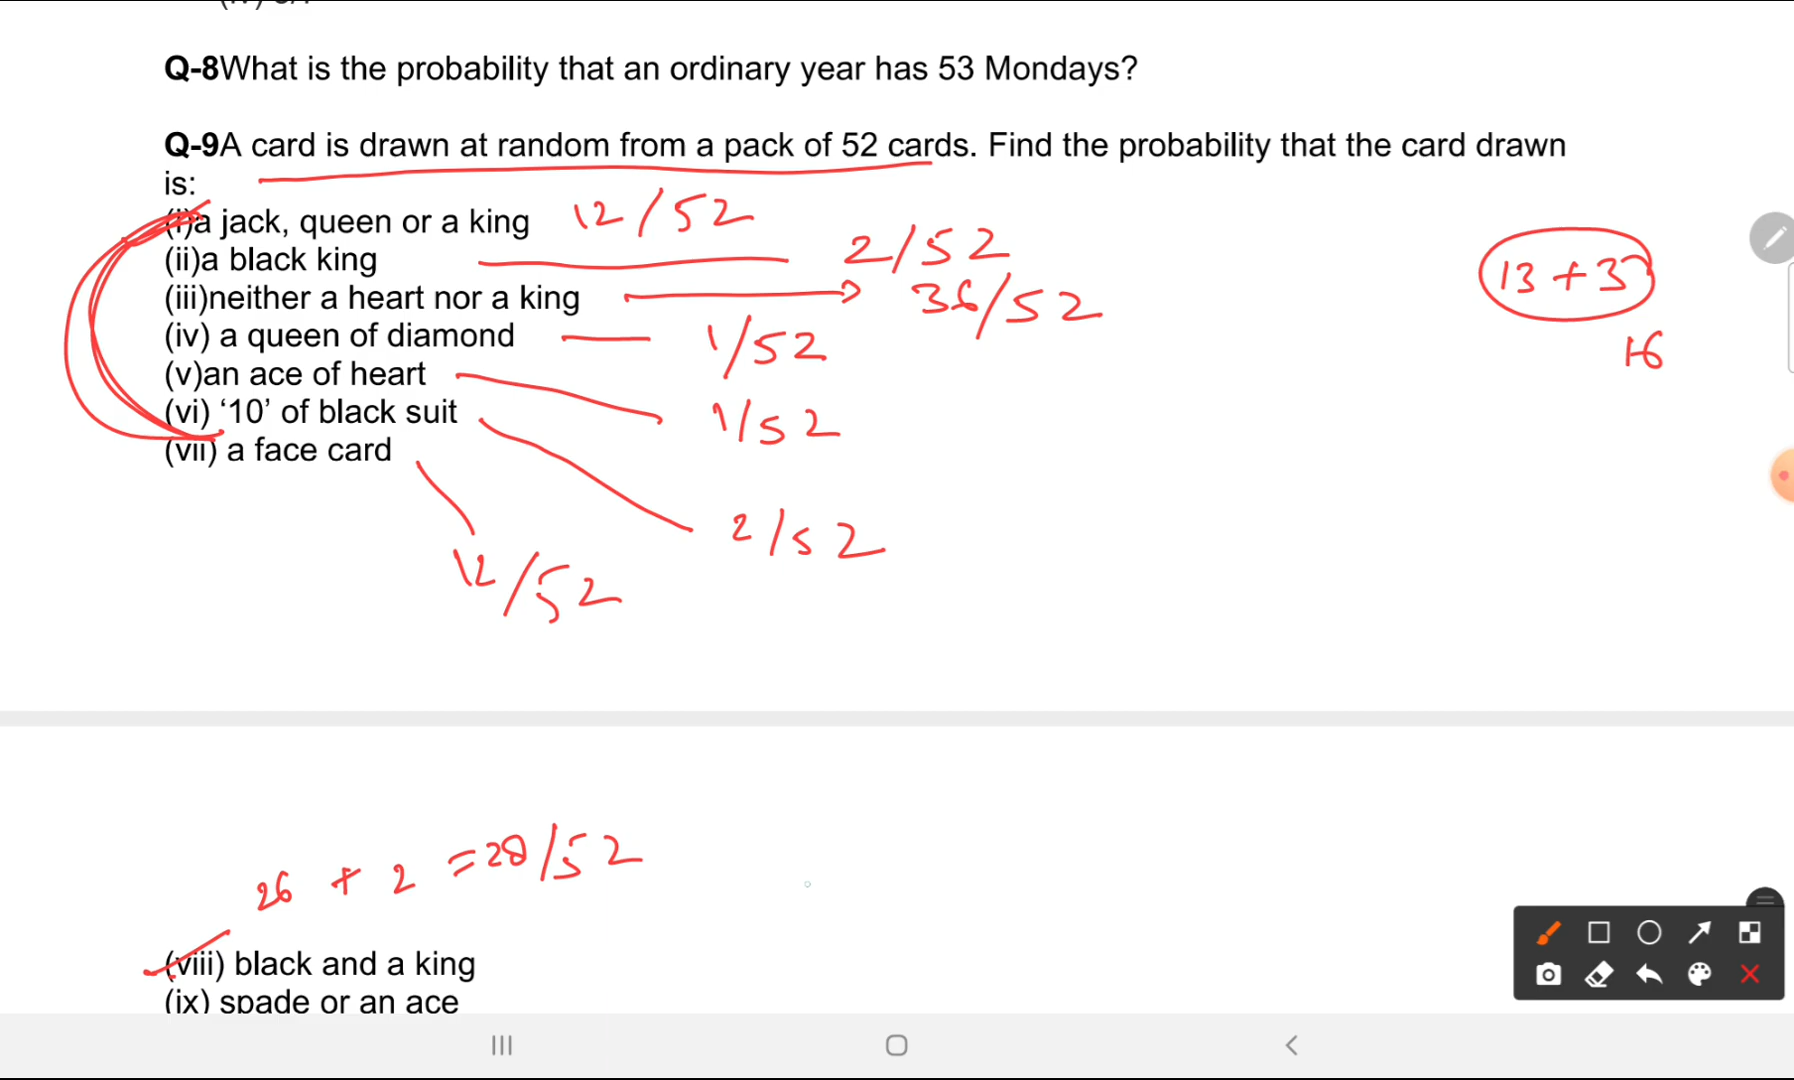 Q-8What is the probability that an ordinary year has 53 Mondays?
Q-9A card is drawn at random from a pack of 52 cards. Find the probability that the card drawn
is:
(i)a jack, queen or a king 12/52
(ii)a black king 2/52
(iii)neither a heart nor a king 36/52
13 + 3
16
(iv) a queen of diamond 1/52
(v)an ace of heart 1/52
(vi) ‘10’ of black suit 2/52
(vii) a face card 12/52
26 + 2 = 28/52
(viii) black and a king
(ix) spade or an ace